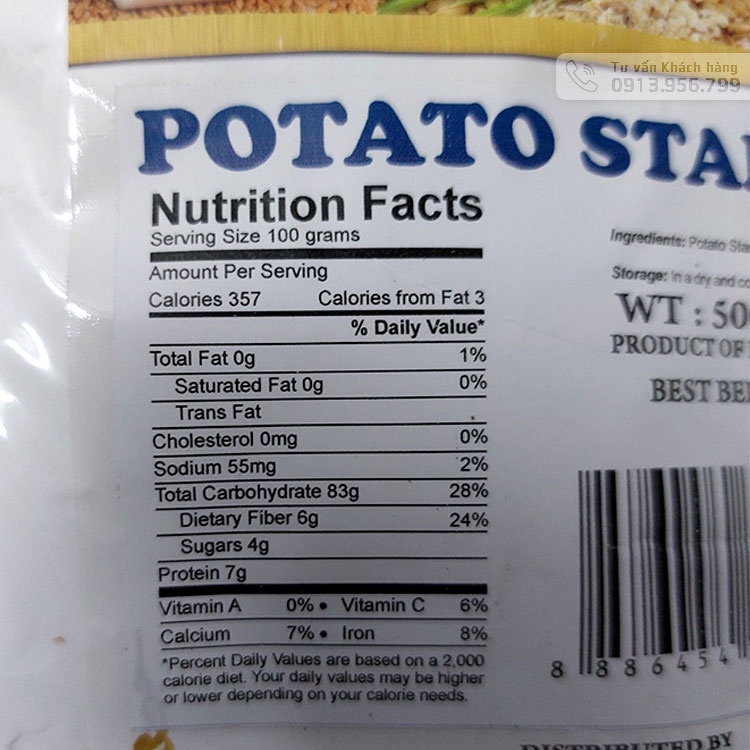 Tư vấn Khách hàng
0913.956.799
POTATO
Nutrition Facts
Serving Size 100 grams
Amount Per Serving
Calories 357 Calories from Fat 3
% Daily Value*
Total Fat 0g 1%
Saturated Fat 0g 0%
Trans Fat
Cholesterol 0mg 0%
Sodium 55mg 2%
Total Carbohydrate 83g 28%
Dietary Fiber 6g 24%
Sugars 4g
Protein 7g
Vitamin A 0% • Vitamin C 6%
Calcium 7% • Iron 8%
*Percent Daily Values are based on a 2,000
calorie diet. Your daily values may be higher
or lower depending on your calorie needs.
Ingredients: Potato
Storage: In a dry and
WT : 50
PRODUCT OF
BEST
8 886454
DISTRIBUTED BY